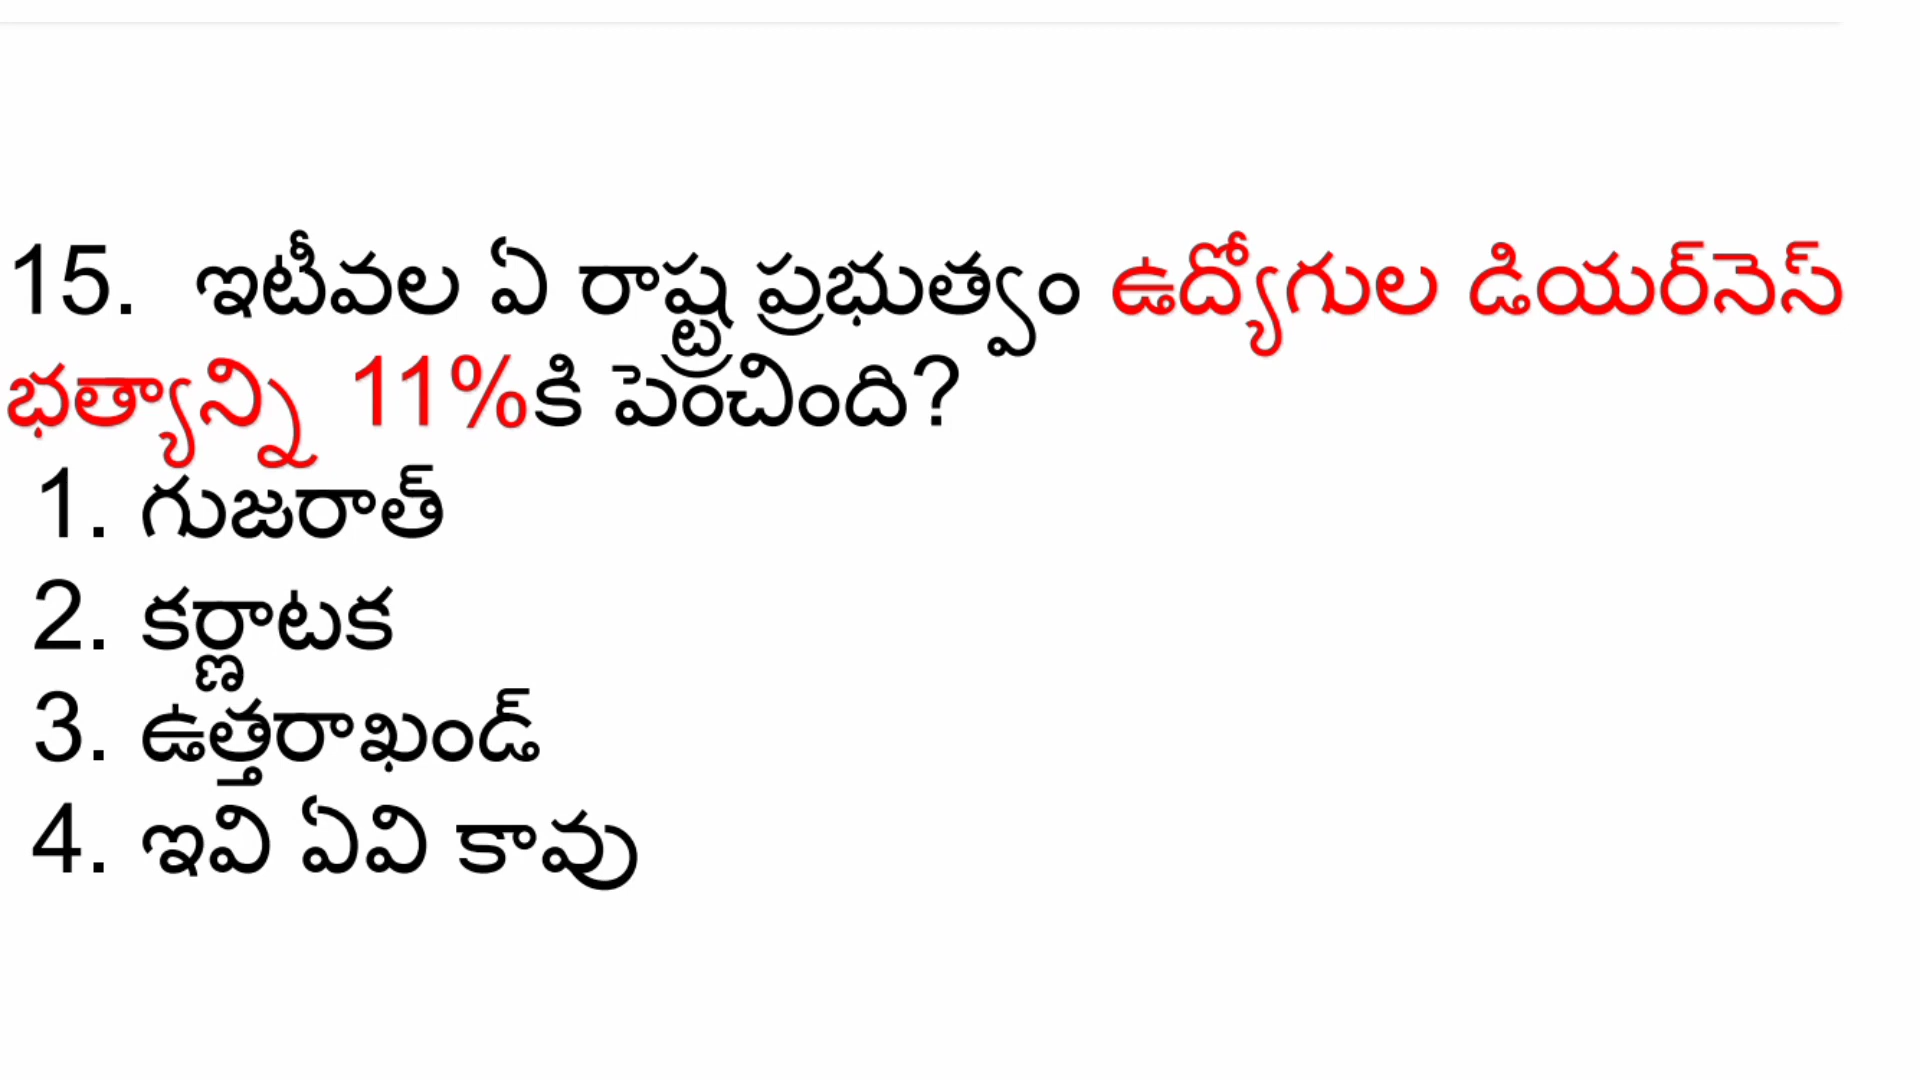 15. ఇటీవల ఏ రాష్ట్ర ప్రభుత్వం ఉద్యోగుల డియర్‌నెస్
భత్యాన్ని 11%కి పెంచింది?
1. గుజరాత్
2. కర్ణాటక
3. ఉత్తరాఖండ్
4. ఇవి ఏవి కావు